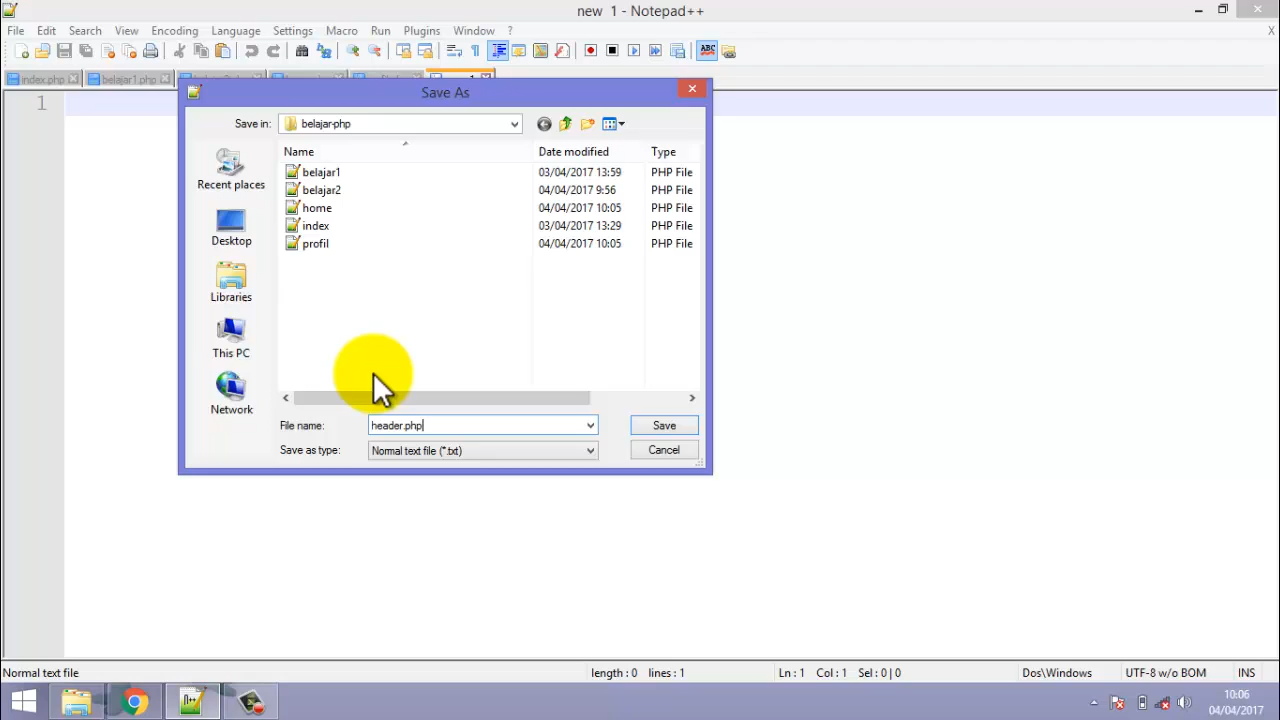 new 1 - Notepad++
File Edit Search View Encoding Language Settings Macro Run Plugins Window ? X
ABC
index.php belajar1.php
1
Save As
Save in: belajar-php
Name Date modified Type
belajar1 03/04/2017 13:59 PHP File
belajar2 04/04/2017 9:56 PHP File
home 04/04/2017 10:05 PHP File
index 03/04/2017 13:29 PHP File
profil 04/04/2017 10:05 PHP File
Recent places
Desktop
Libraries
This PC
Network
File name: header.php Save
Save as type: Normal text file (*.txt) Cancel
Normal text file length : 0 lines : 1 Ln : 1 Col : 1 Sel : 0 | 0 Dos\Windows UTF-8 w/o BOM INS
10:06
04/04/2017